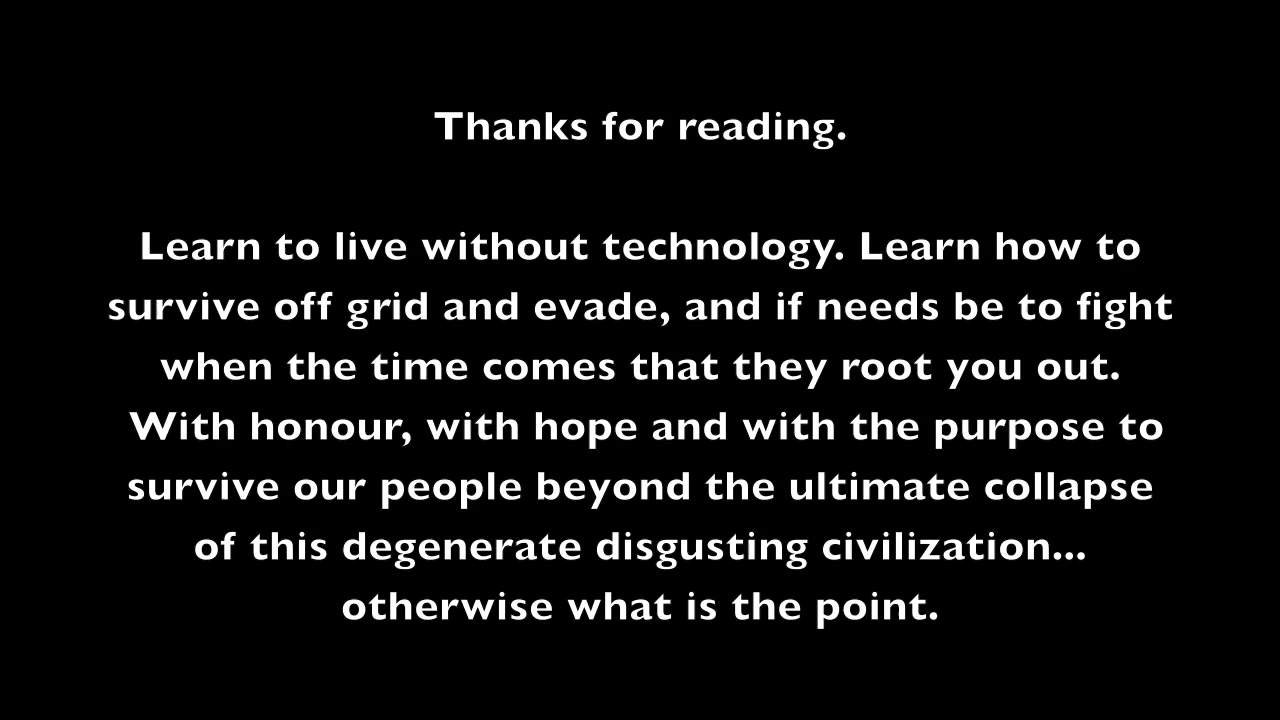 Thanks for reading.
Learn to live without technology. Learn how to
survive off grid and evade, and if needs be to fight
when the time comes that they root you out.
With honour, with hope and with the purpose to
survive our people beyond the ultimate collapse
of this degenerate disgusting civilization...
otherwise what is the point.